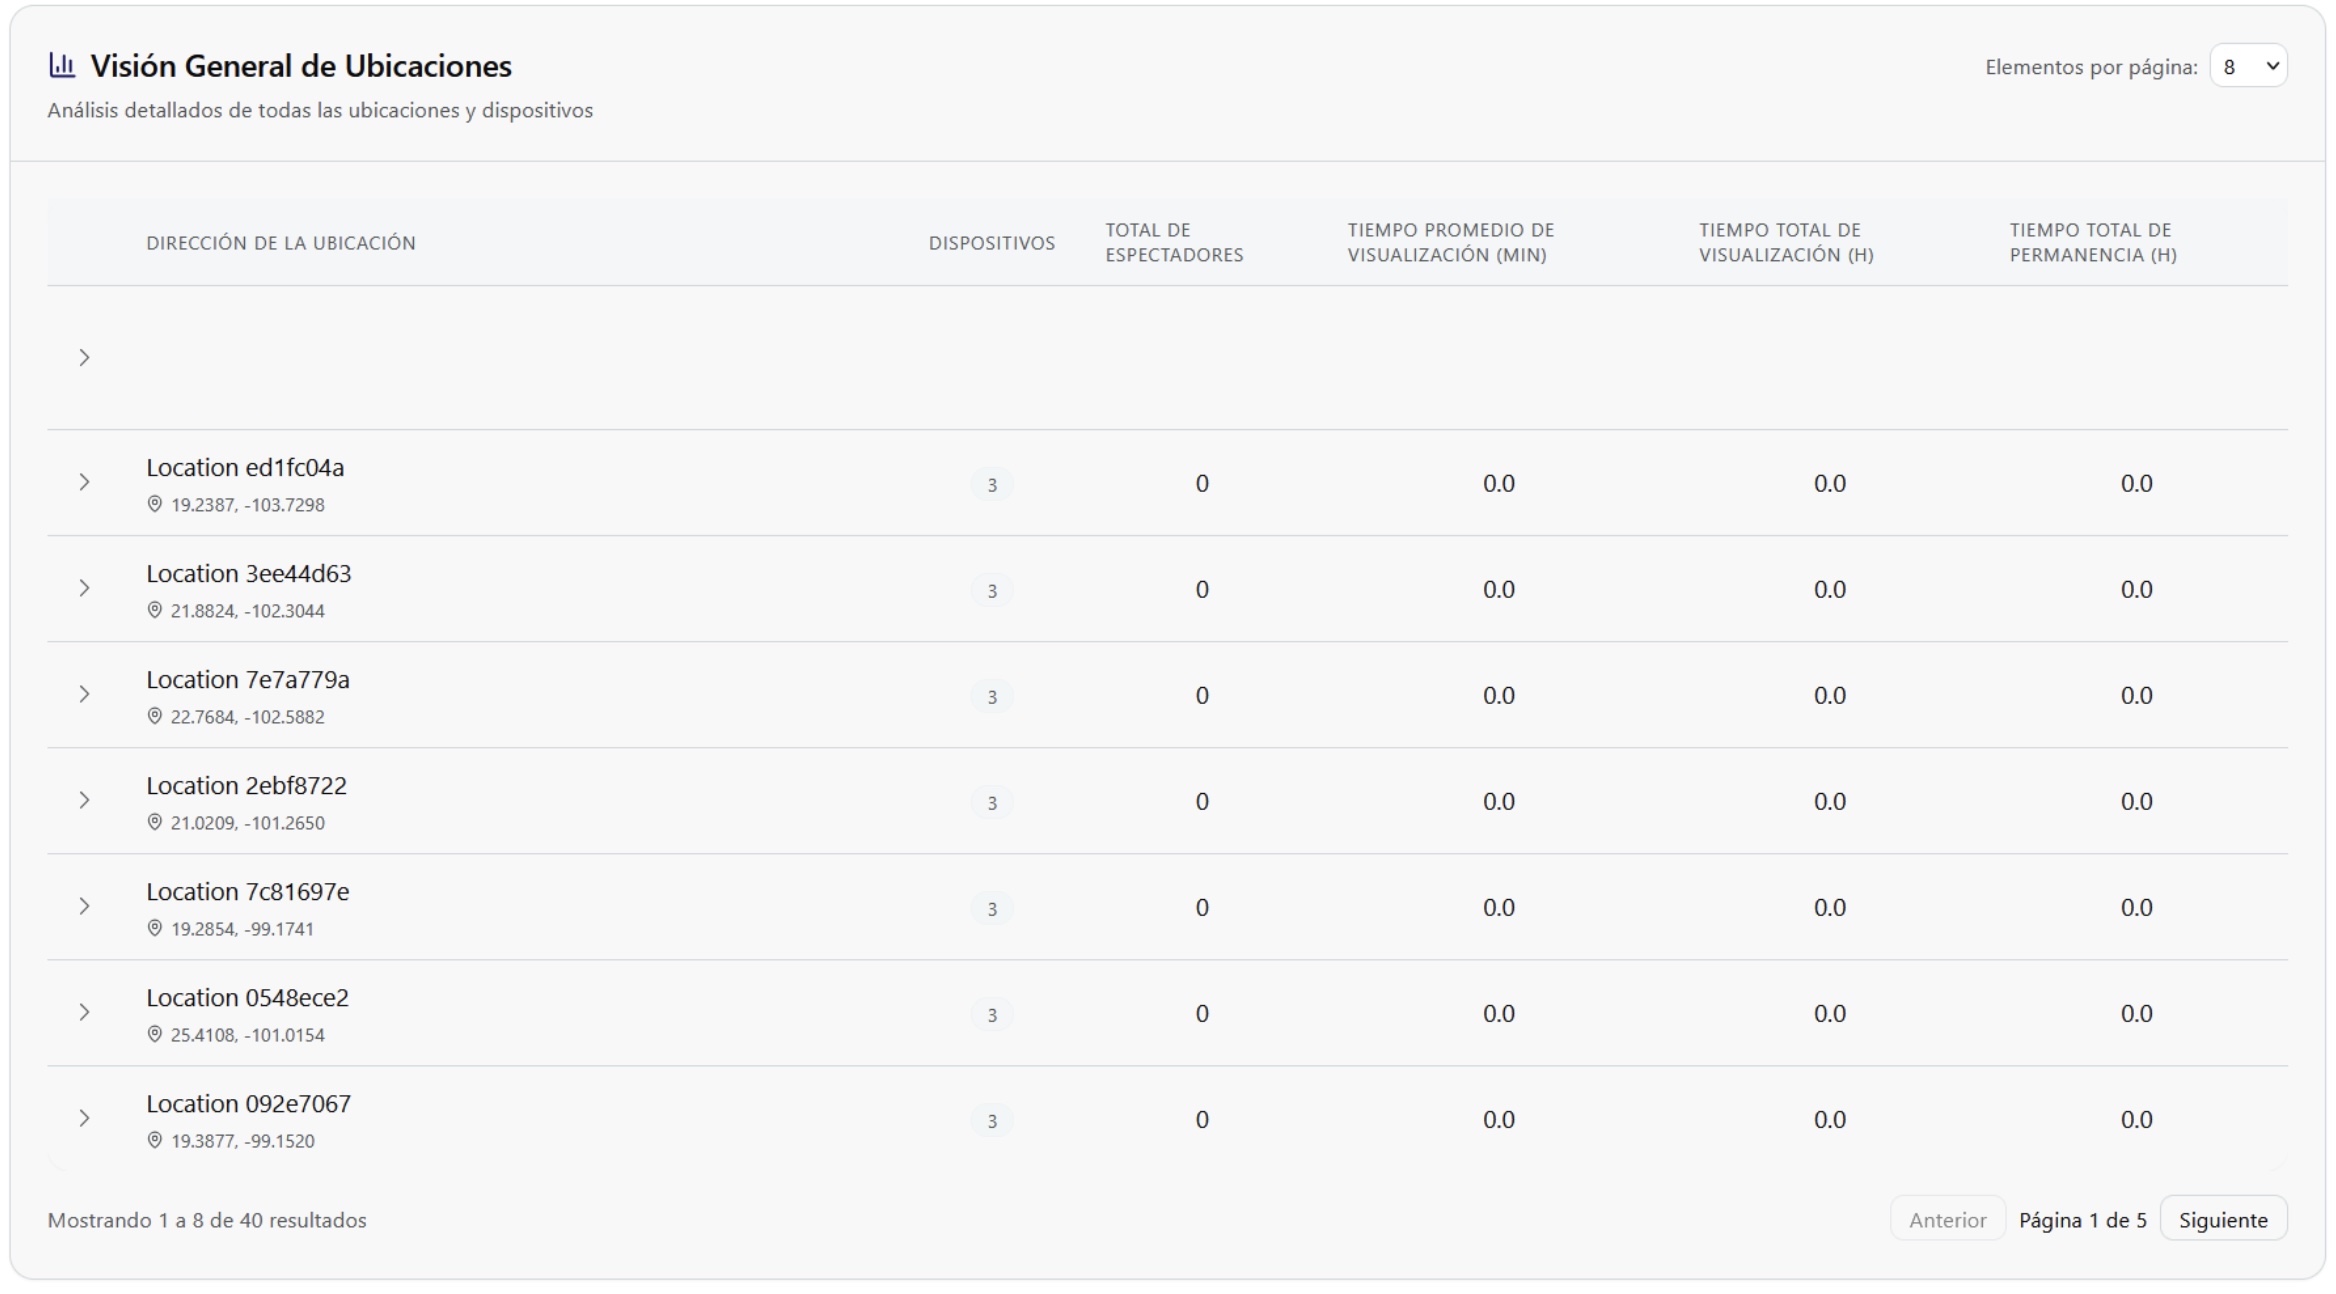 Visión General de Ubicaciones
Elementos por página: 8
Análisis detallados de todas las ubicaciones y dispositivos
DIRECCIÓN DE LA UBICACIÓN
DISPOSITIVOS
TOTAL DE
ESPECTADORES
TIEMPO PROMEDIO DE
VISUALIZACIÓN (MIN)
TIEMPO TOTAL DE
VISUALIZACIÓN (H)
TIEMPO TOTAL DE
PERMANENCIA (H)
Location ed1fc04a
19.2387, -103.7298
3 0 0.0 0.0 0.0
Location 3ee44d63
21.8824, -102.3044
3 0 0.0 0.0 0.0
Location 7e7a779a
22.7684, -102.5882
3 0 0.0 0.0 0.0
Location 2ebf8722
21.0209, -101.2650
3 0 0.0 0.0 0.0
Location 7c81697e
19.2854, -99.1741
3 0 0.0 0.0 0.0
Location 0548ece2
25.4108, -101.0154
3 0 0.0 0.0 0.0
Location 092e7067
19.3877, -99.1520
3 0 0.0 0.0 0.0
Mostrando 1 a 8 de 40 resultados
Anterior Página 1 de 5 Siguiente